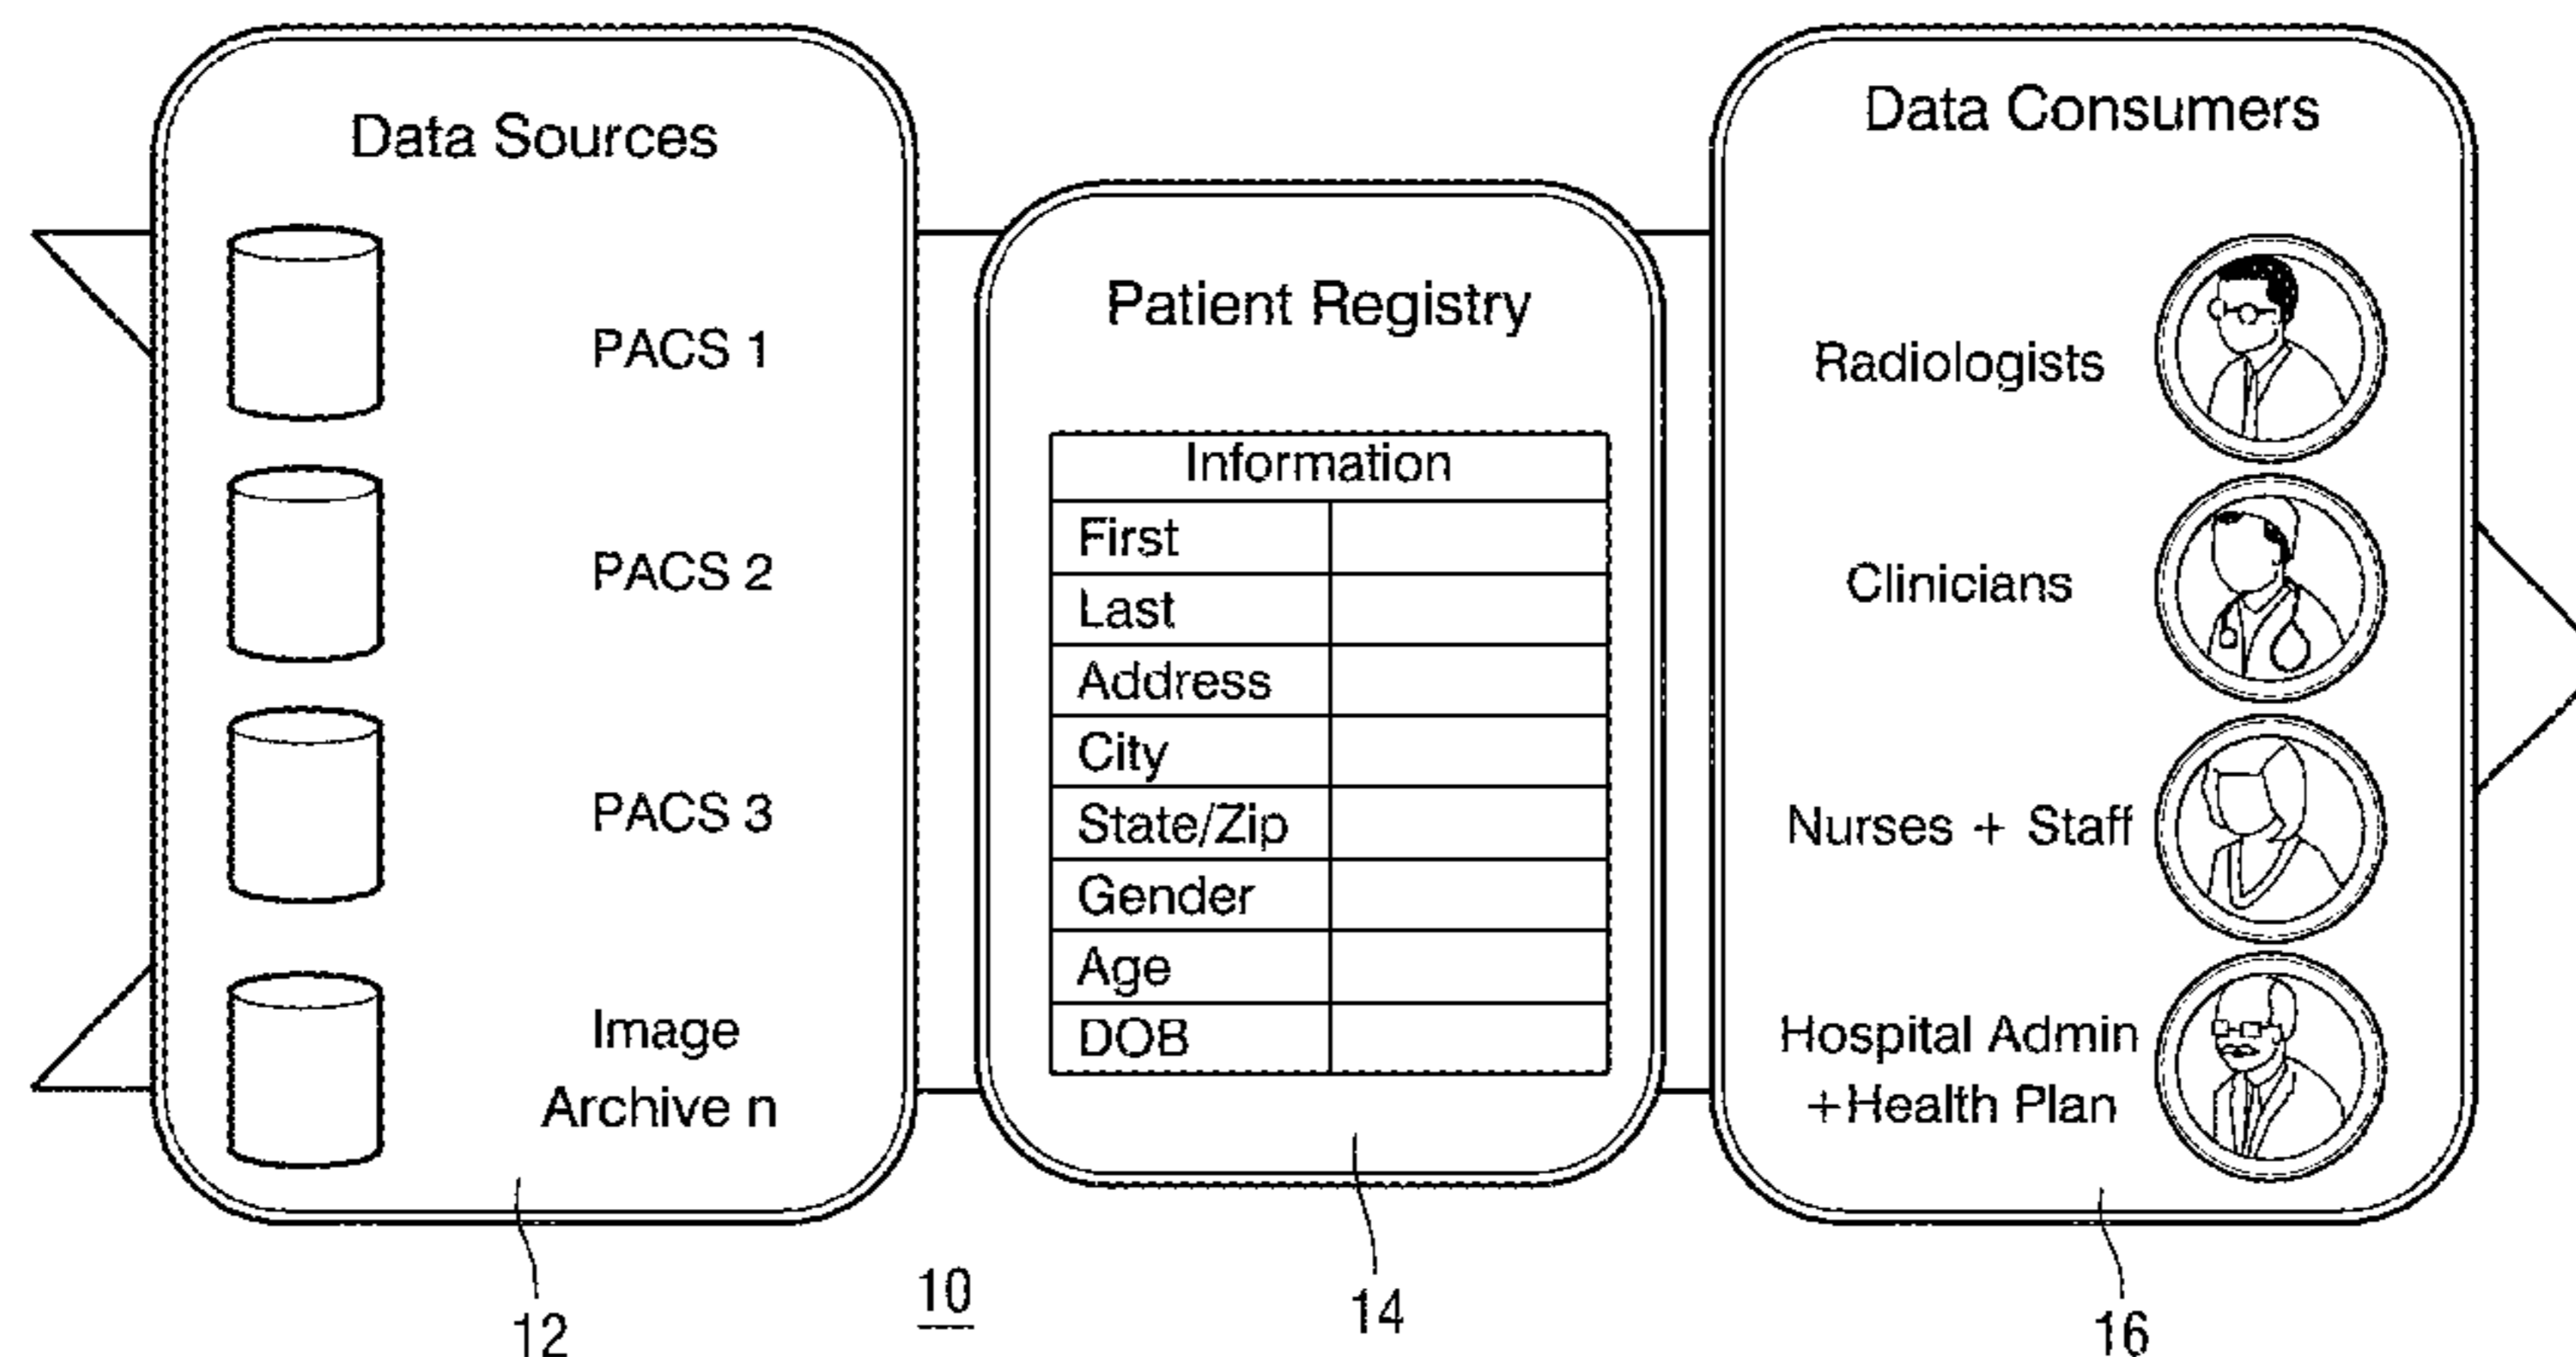 Data Sources
PACS 1
PACS 2
PACS 3
Image
Archive n
12
Patient Registry
Information
First
Last
Address
City
State/Zip
Gender
Age
DOB
14
Data Consumers
Radiologists
Clinicians
Nurses + Staff
Hospital Admin
+Health Plan
16
10